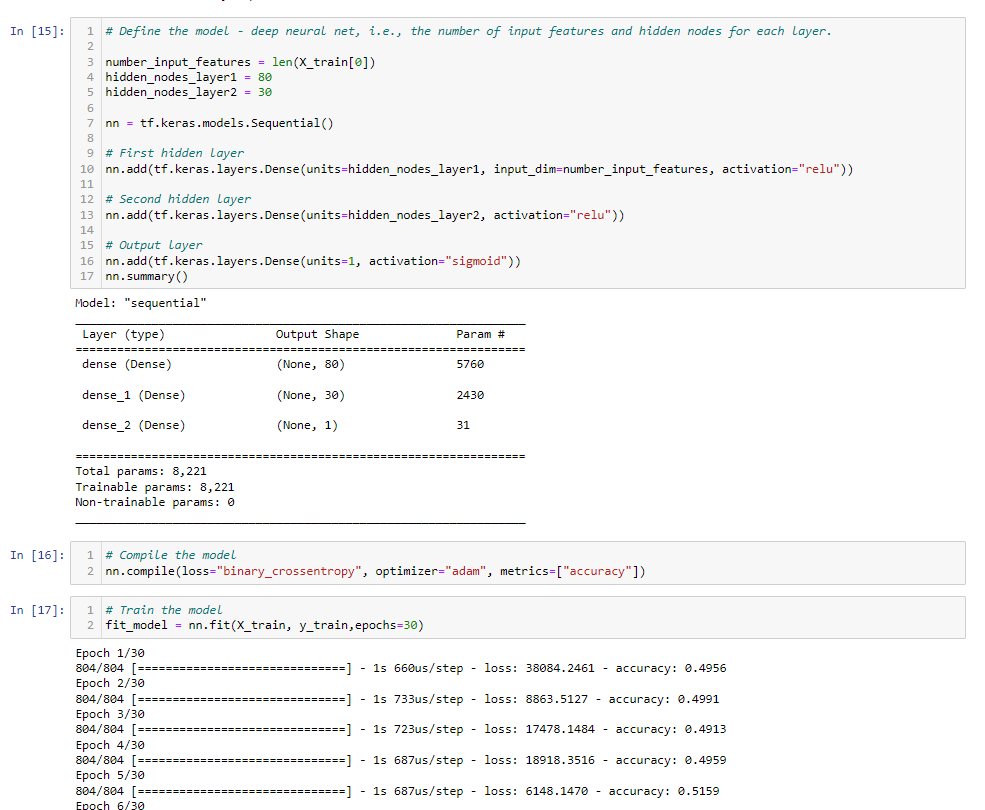 In [15]:
1 # Define the model - deep neural net, i.e., the number of input features and hidden nodes for each layer.
2
3 number_input_features = len(X_train[0])
4 hidden_nodes_layer1 = 80
5 hidden_nodes_layer2 = 30
6
7 nn = tf.keras.models.Sequential()
8
9 # First hidden layer
10 nn.add(tf.keras.layers.Dense(units=hidden_nodes_layer1, input_dim=number_input_features, activation="relu"))
11
12 # Second hidden layer
13 nn.add(tf.keras.layers.Dense(units=hidden_nodes_layer2, activation="relu"))
14
15 # Output layer
16 nn.add(tf.keras.layers.Dense(units=1, activation="sigmoid"))
17 nn.summary()
Model: "sequential"
Layer (type) Output Shape Param #
=================================================================
dense (Dense) (None, 80) 5760
dense_1 (Dense) (None, 30) 2430
dense_2 (Dense) (None, 1) 31
=================================================================
Total params: 8,221
Trainable params: 8,221
Non-trainable params: 0
In [16]:
1 # Compile the model
2 nn.compile(loss="binary_crossentropy", optimizer="adam", metrics=["accuracy"])
In [17]:
1 # Train the model
2 fit_model = nn.fit(X_train, y_train,epochs=30)
Epoch 1/30
804/804 [==============================] - 1s 660us/step - loss: 38084.2461 - accuracy: 0.4956
Epoch 2/30
804/804 [==============================] - 1s 733us/step - loss: 8863.5127 - accuracy: 0.4991
Epoch 3/30
804/804 [==============================] - 1s 723us/step - loss: 17478.1484 - accuracy: 0.4913
Epoch 4/30
804/804 [==============================] - 1s 687us/step - loss: 18918.3516 - accuracy: 0.4959
Epoch 5/30
804/804 [==============================] - 1s 687us/step - loss: 6148.1470 - accuracy: 0.5159
Epoch 6/30